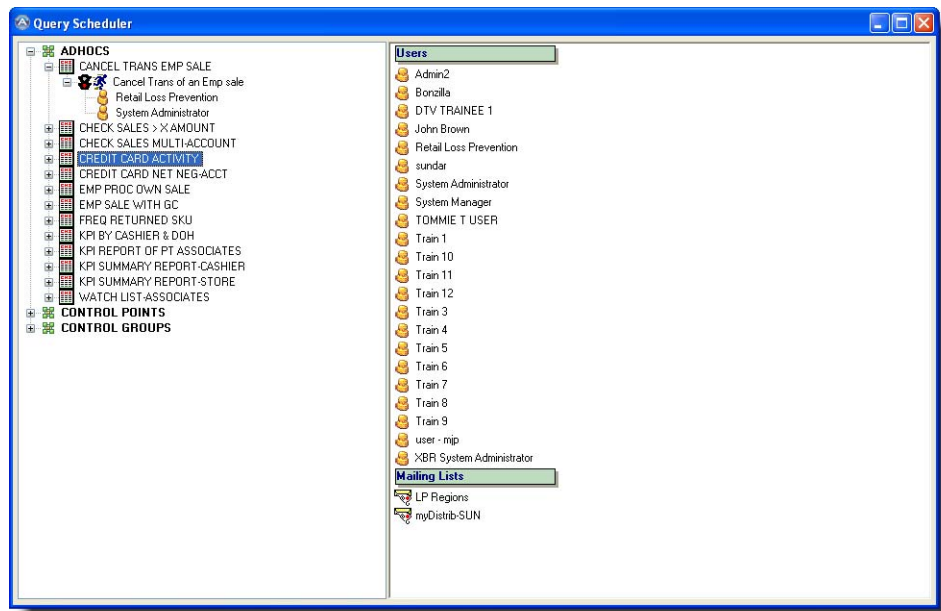 Query Scheduler
ADHOCS
CANCEL TRANS EMP SALE
Cancel Trans of an Emp sale
Retail Loss Prevention
System Administrator
CHECK SALES > X AMOUNT
CHECK SALES MULTI-ACCOUNT
CREDIT CARD ACTIVITY
CREDIT CARD NET NEG-ACCT
EMP PROC OWN SALE
EMP SALE WITH GC
FREQ RETURNED SKU
KPI BY CASHIER & DOH
KPI REPORT OF PT ASSOCIATES
KPI SUMMARY REPORT-CASHIER
KPI SUMMARY REPORT-STORE
WATCH LIST-ASSOCIATES
CONTROL POINTS
CONTROL GROUPS
Users
Admin2
Bonzilla
DTV TRAINEE 1
John Brown
Retail Loss Prevention
sundar
System Administrator
System Manager
TOMMIE T USER
Train 1
Train 10
Train 11
Train 12
Train 3
Train 4
Train 5
Train 6
Train 7
Train 8
Train 9
user - mjp
XBR System Administrator
Mailing Lists
LP Regions
myDistrib-SUN